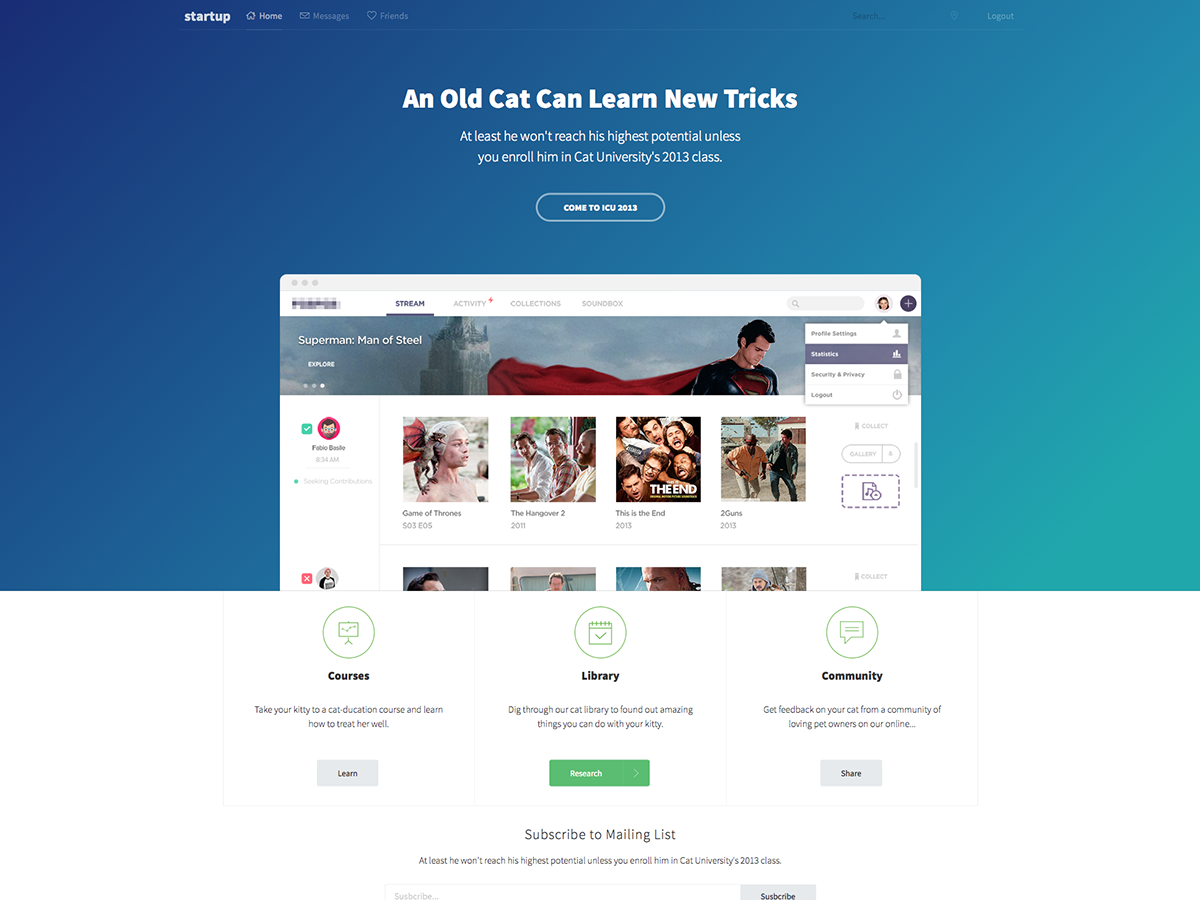 startup Home Messages Friends Search... Logout
An Old Cat Can Learn New Tricks
At least he won't reach his highest potential unless
you enroll him in Cat University's 2013 class.
COME TO ICU 2013
STREAM ACTIVITY COLLECTIONS SOUNDBOX
Superman: Man of Steel
EXPLORE
Profile Settings
Statistics
Security & Privacy
Logout
Fabio Basile
8:34 AM
Seeking Contributions
Game of Thrones
S03 E05
The Hangover 2
2011
THE END
ORIGINAL MOTION PICTURE SOUNDTRACK
This is the End
2013
2Guns
2013
COLLECT
GALLERY 6
COLLECT
Courses
Take your kitty to a cat-ducation course and learn
how to treat her well.
Learn
Library
Dig through our cat library to found out amazing
things you can do with your kitty.
Research
Community
Get feedback on your cat from a community of
loving pet owners on our online...
Share
Subscribe to Mailing List
At least he won't reach his highest potential unless you enroll him in Cat University's 2013 class.
Susbcribe... Susbcribe